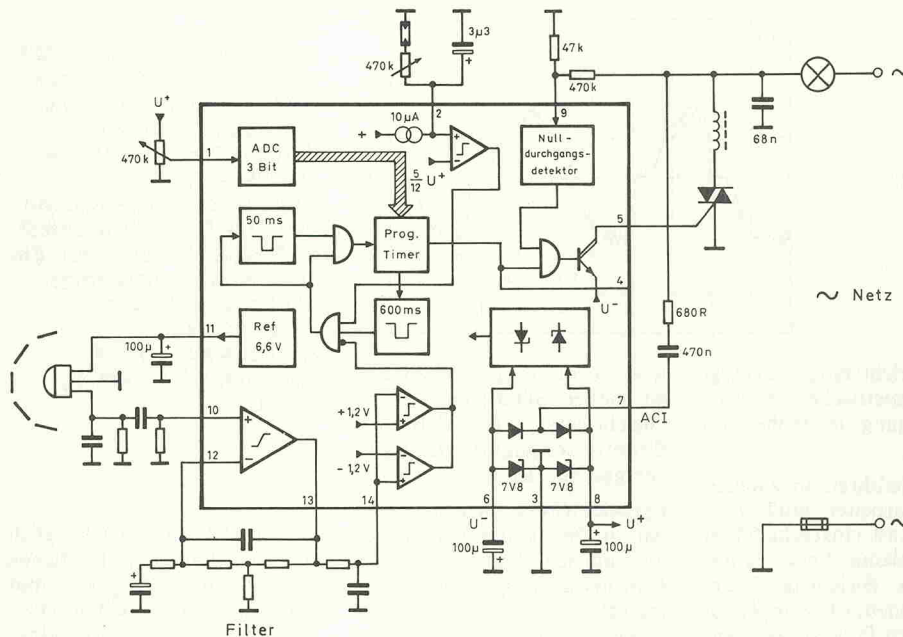 3µ3
470k
47k
470k
68n
U+
470k
1
2
10µA
+
9
ADC
3 Bit
Null-
durchgangs-
detektor
5/12 U+
50 ms
Prog.
Timer
5
4
U-
600ms
Ref
6,6 V
11
100µ
680R
470n
~ Netz
10
12
13
14
+1,2V
-1,2V
7
ACI
7V8
7V8
6
3
8
U-
U+
100µ
100µ
Filter